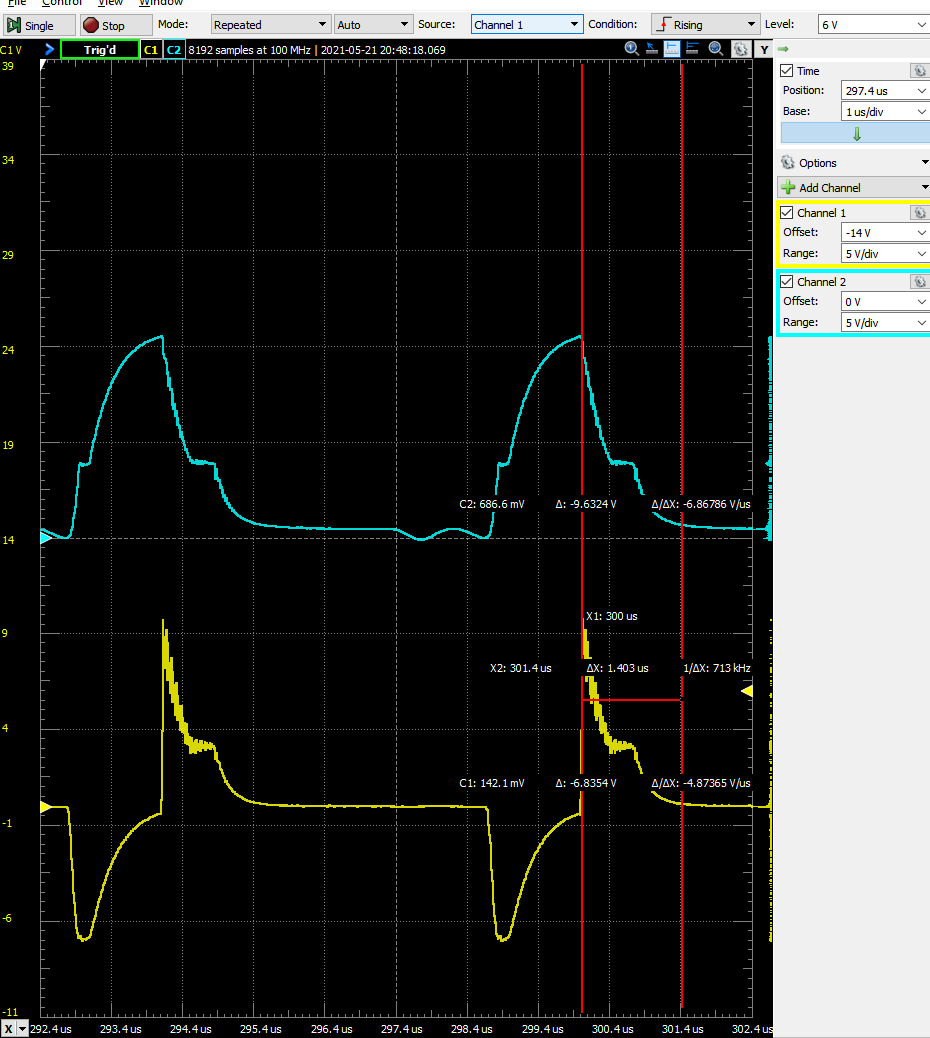 File Control View Window
Single Stop Mode: Repeated Auto Source: Channel 1 Condition: Rising Level: 6 V
C1 V Trig'd C1 C2 8192 samples at 100 MHz | 2021-05-21 20:48:18.069 Y
39
Time
Position: 297.4 us
Base: 1 us/div
34
Options
Add Channel
Channel 1
Offset: -14 V
29
Range: 5 V/div
Channel 2
Offset: 0 V
Range: 5 V/div
24
19
C2: 686.6 mV Δ: -9.6324 V Δ/ΔX: -6.86786 V/us
14
X1: 300 us
9
X2: 301.4 us ΔX: 1.403 us 1/ΔX: 713 kHz
4
C1: 142.1 mV Δ: -6.8354 V Δ/ΔX: -4.87365 V/us
-1
-6
-11
X 292.4 us 293.4 us 294.4 us 295.4 us 296.4 us 297.4 us 298.4 us 299.4 us 300.4 us 301.4 us 302.4 us